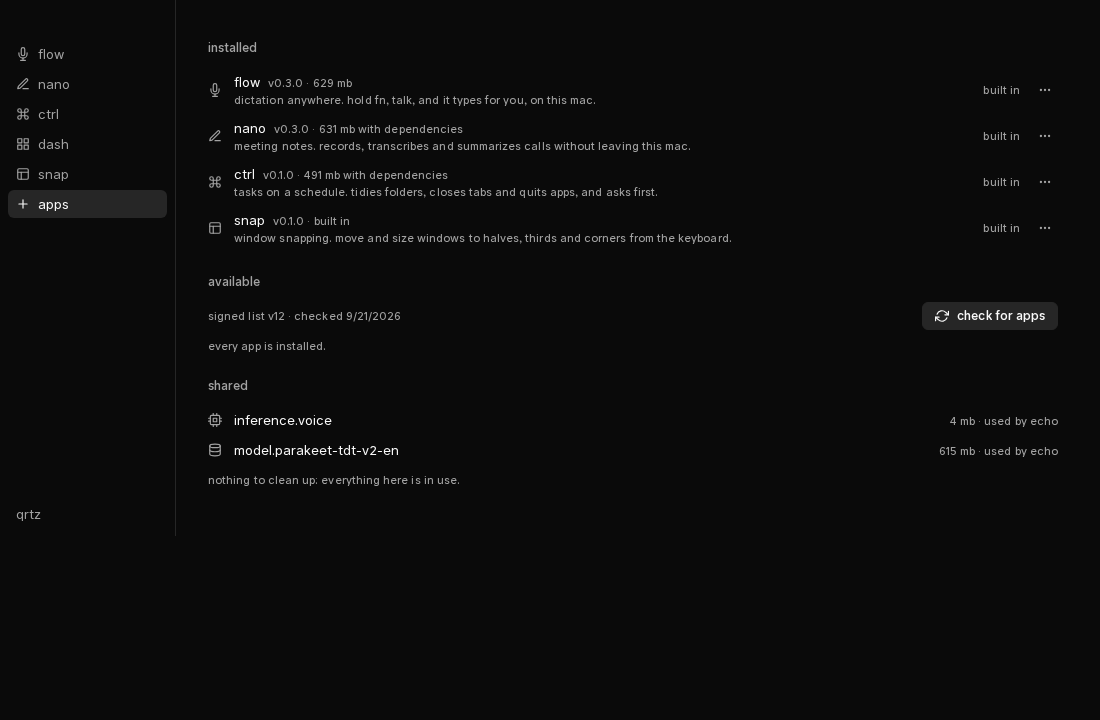 flow
nano
ctrl
dash
snap
apps
qrtz
installed
flow v0.3.0 · 629 mb
dictation anywhere. hold fn, talk, and it types for you, on this mac.
built in
nano v0.3.0 · 631 mb with dependencies
meeting notes. records, transcribes and summarizes calls without leaving this mac.
built in
ctrl v0.1.0 · 491 mb with dependencies
tasks on a schedule. tidies folders, closes tabs and quits apps, and asks first.
built in
snap v0.1.0 · built in
window snapping. move and size windows to halves, thirds and corners from the keyboard.
built in
available
signed list v12 · checked 9/21/2026
check for apps
every app is installed.
shared
inference.voice
4 mb · used by echo
model.parakeet-tdt-v2-en
615 mb · used by echo
nothing to clean up: everything here is in use.